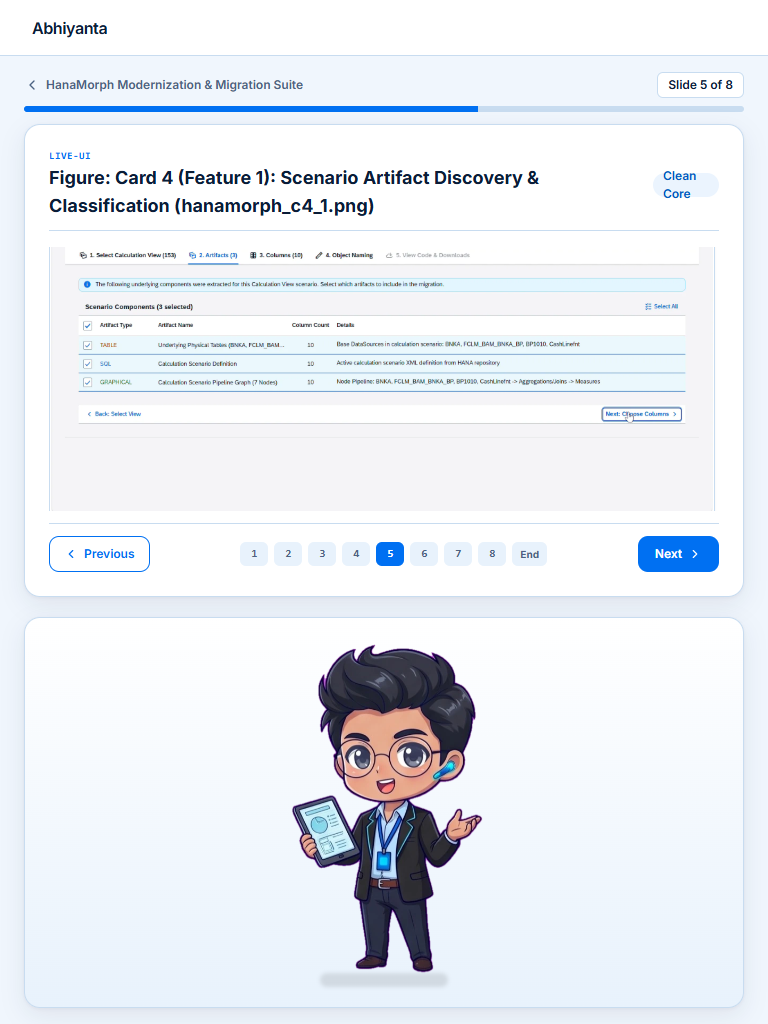 Abhiyanta
HanaMorph Modernization & Migration Suite
Slide 5 of 8
LIVE-UI
Figure: Card 4 (Feature 1): Scenario Artifact Discovery &
Classification (hanamorph_c4_1.png)
Clean
Core
1. Select Calculation View (153) 2. Artifacts (3) 3. Columns (10) 4. Object Naming 5. View Code & Downloads
The following underlying components were extracted for this Calculation View scenario. Select which artifacts to include in the migration.
Scenario Components (3 selected) Select All
Artifact Type Artifact Name Column Count Details
TABLE Underlying Physical Tables (BNKA, FCLM_BAM... 10 Base DataSources in calculation scenario: BNKA, FCLM_BAM_BNKA_BP, BP1010, CashLineInt
SQL Calculation Scenario Definition 10 Active calculation scenario XML definition from HANA repository
GRAPHICAL Calculation Scenario Pipeline Graph (7 Nodes) 10 Node Pipeline: BNKA, FCLM_BAM_BNKA_BP, BP1010, CashLineInt -> Aggregations/Joins -> Measures
Back: Select View Next: Choose Columns
Previous 1 2 3 4 5 6 7 8 End Next